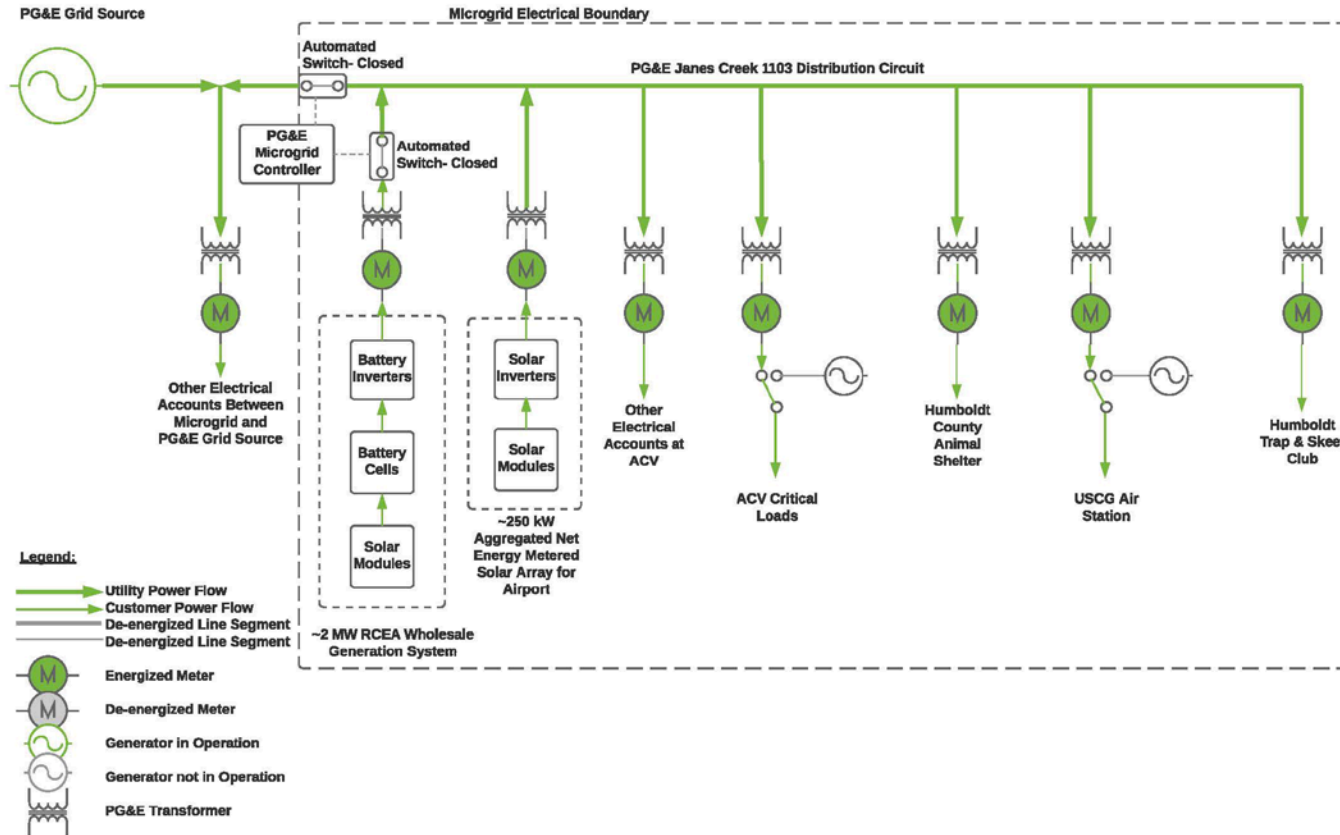 PG&E Grid Source
Microgrid Electrical Boundary
Automated
Switch- Closed
PG&E Janes Creek 1103 Distribution Circuit
PG&E
Microgrid
Controller
Automated
Switch- Closed
M
M
M
M
M
M
M
M
Other Electrical
Accounts Between
Microgrid and
PG&E Grid Source
Battery
Inverters
Battery
Cells
Solar
Modules
~2 MW RCEA Wholesale
Generation System
Solar
Inverters
Solar
Modules
~250 kW
Aggregated Net
Energy Metered
Solar Array for
Airport
Other
Electrical
Accounts at
ACV
ACV Critical
Loads
Humboldt
County
Animal
Shelter
USCG Air
Station
Humboldt
Trap & Skee
Club
Legend:
Utility Power Flow
Customer Power Flow
De-energized Line Segment
De-energized Line Segment
M
Energized Meter
M
De-energized Meter
Generator in Operation
Generator not in Operation
PG&E Transformer